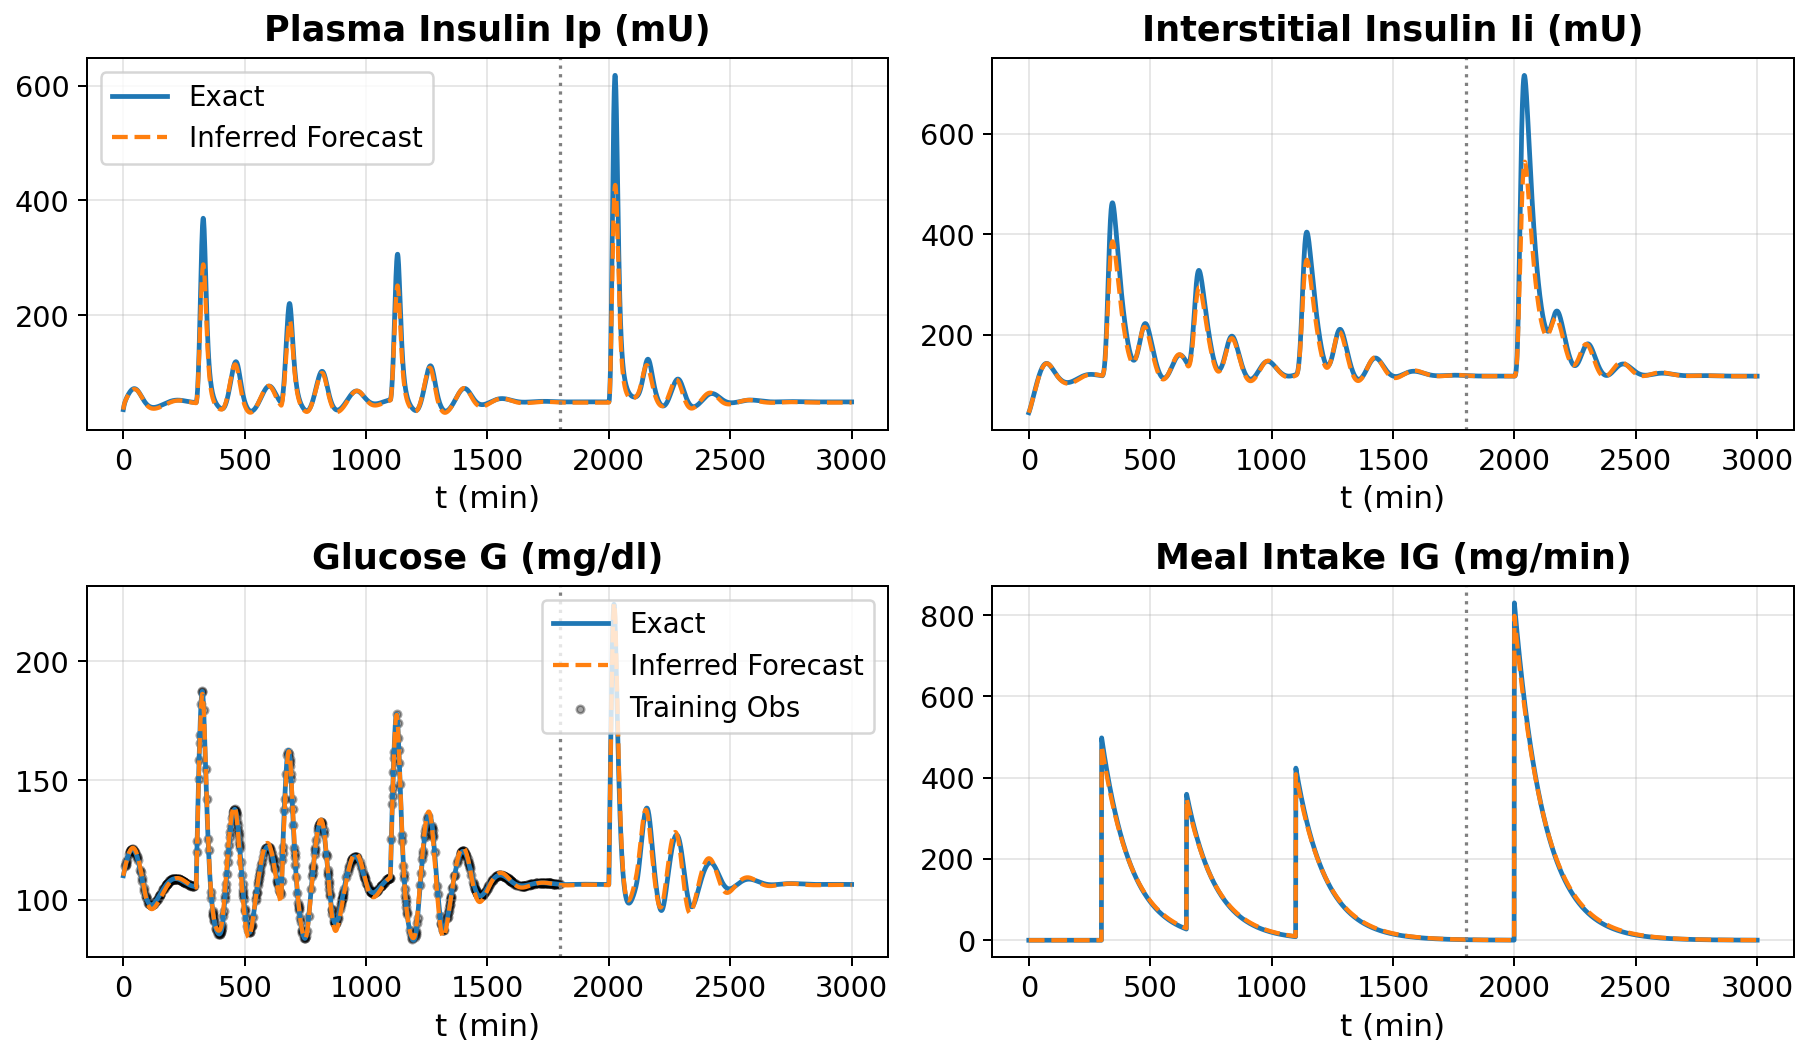 Plasma Insulin Ip (mU)
600
400
200
Exact
Inferred Forecast
0 500 1000 1500 2000 2500 3000
t (min)
Interstitial Insulin Ii (mU)
600
400
200
0 500 1000 1500 2000 2500 3000
t (min)
Glucose G (mg/dl)
200
150
100
Exact
Inferred Forecast
Training Obs
0 500 1000 1500 2000 2500 3000
t (min)
Meal Intake IG (mg/min)
800
600
400
200
0
0 500 1000 1500 2000 2500 3000
t (min)